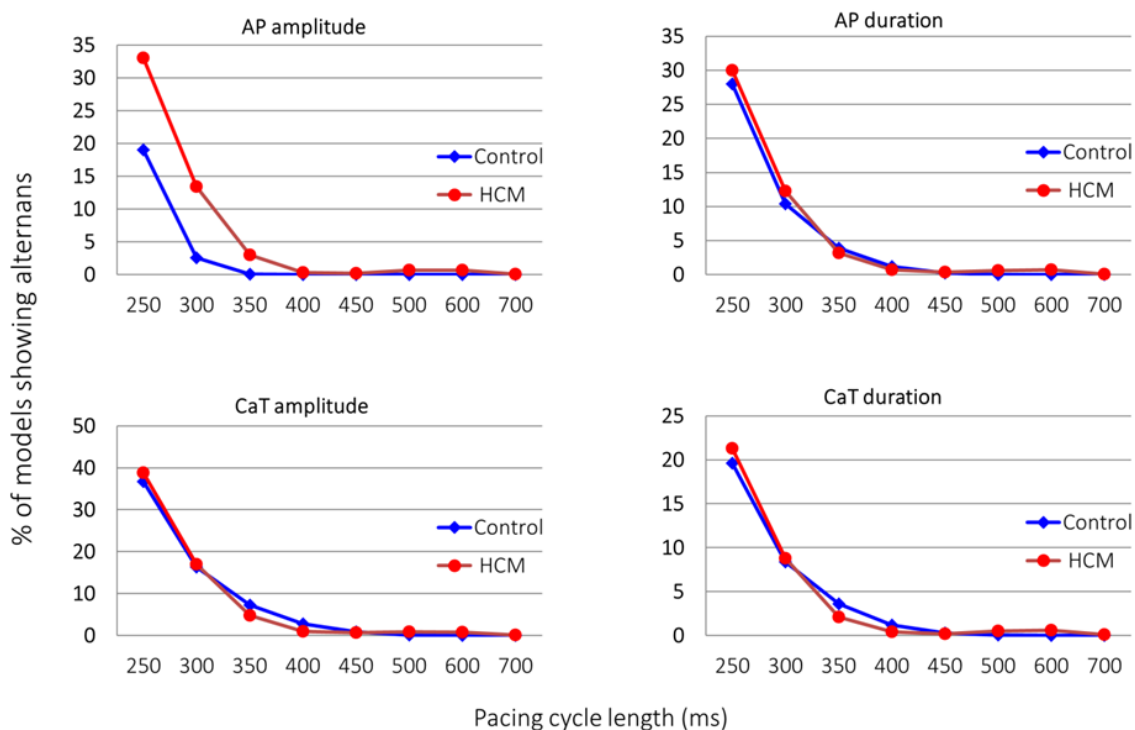 % of models showing alternans
AP amplitude
35
30
25
20
15
10
5
0
Control
HCM
250 300 350 400 450 500 600 700
AP duration
35
30
25
20
15
10
5
0
Control
HCM
250 300 350 400 450 500 600 700
CaT amplitude
50
40
30
20
10
0
Control
HCM
250 300 350 400 450 500 600 700
CaT duration
25
20
15
10
5
0
Control
HCM
250 300 350 400 450 500 600 700
Pacing cycle length (ms)